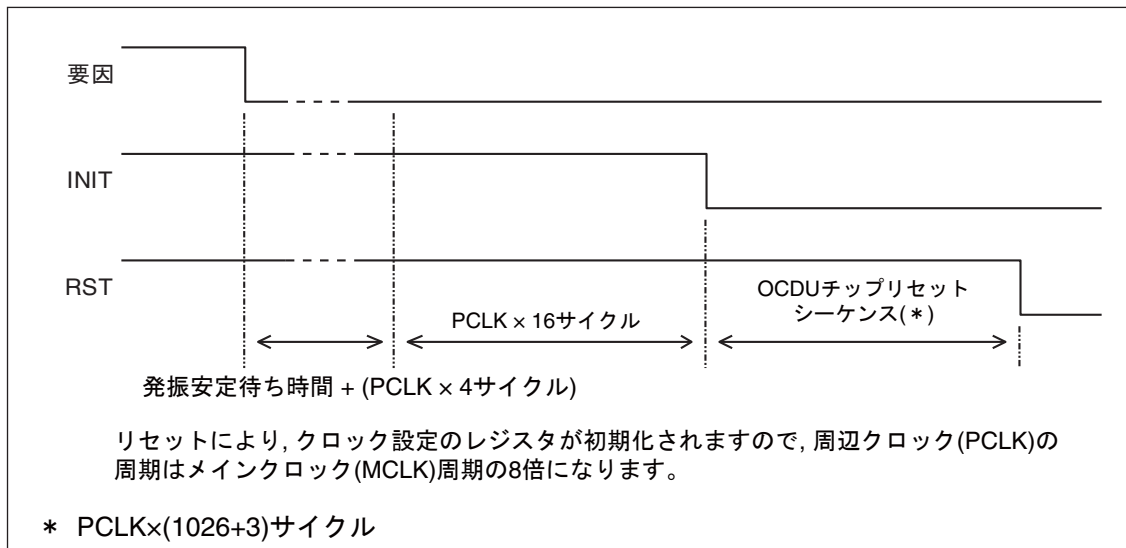 要因
INIT
RST
OCDUチップリセット
シーケンス(*)
PCLK × 16サイクル
発振安定待ち時間 + (PCLK × 4サイクル)
リセットにより, クロック設定のレジスタが初期化されますので, 周辺クロック(PCLK)の
周期はメインクロック(MCLK)周期の8倍になります。
* PCLK×(1026+3)サイクル